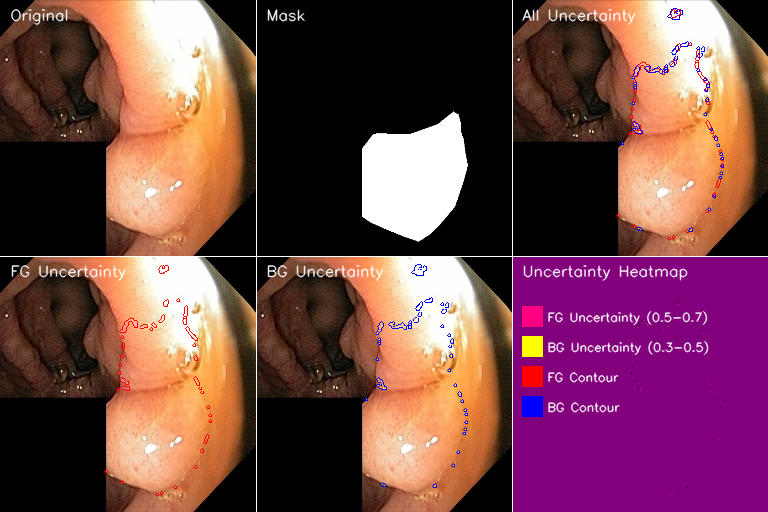 Original
Mask
All Uncertainty
FG Uncertainty
BG Uncertainty
Uncertainty Heatmap
FG Uncertainty (0.5-0.7)
BG Uncertainty (0.3-0.5)
FG Contour
BG Contour